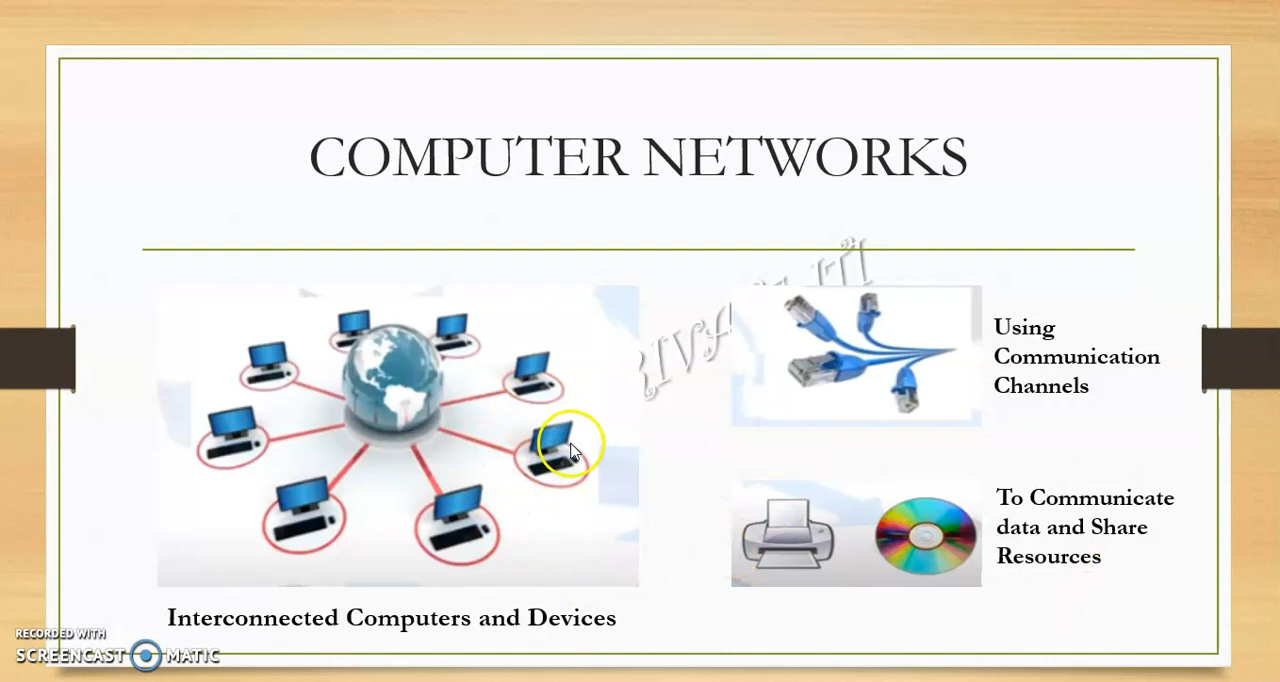 COMPUTER NETWORKS
Using
Communication
Channels
To Communicate
data and Share
Resources
Interconnected Computers and Devices
RECORDED WITH
SCREENCAST MATIC